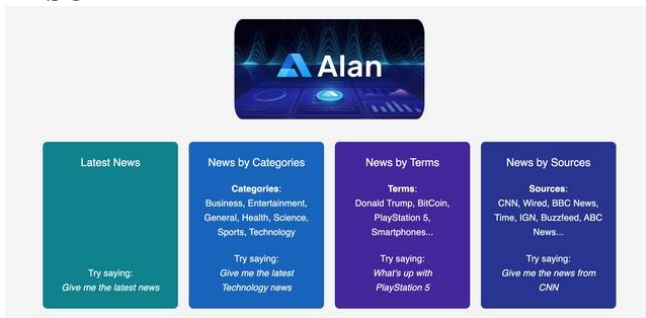 Alan
Latest News
Try saying:
Give me the latest news
News by Categories
Categories:
Business, Entertainment,
General, Health, Science,
Sports, Technology
Try saying:
Give me the latest
Technology news
News by Terms
Terms:
Donald Trump, BitCoin,
PlayStation 5,
Smartphones...
Try saying:
What's up with
PlayStation 5
News by Sources
Sources:
CNN, Wired, BBC News,
Time, IGN, Buzzfeed, ABC
News...
Try saying:
Give me the news from
CNN